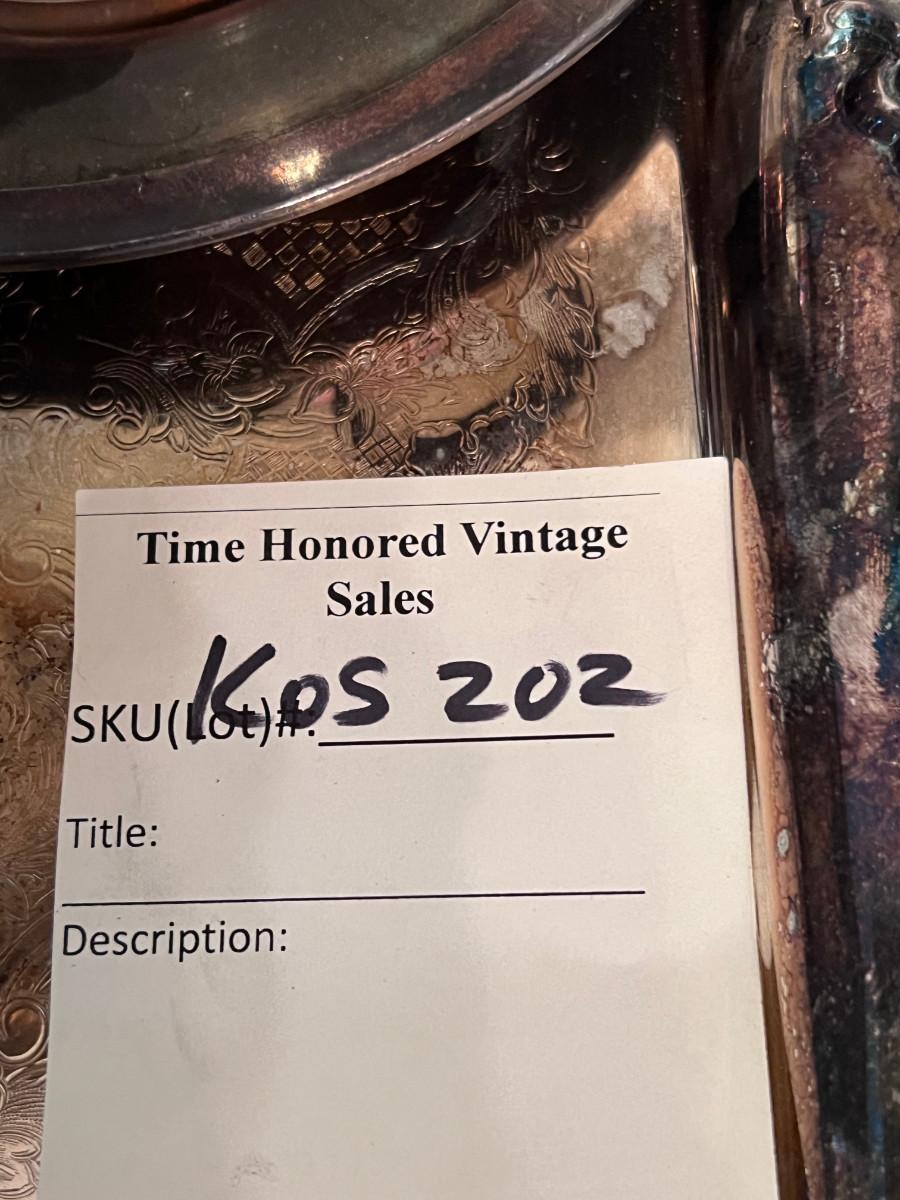 Time Honored Vintage
Sales
SKU(Lot)#: KOS 202
Title:
Description: